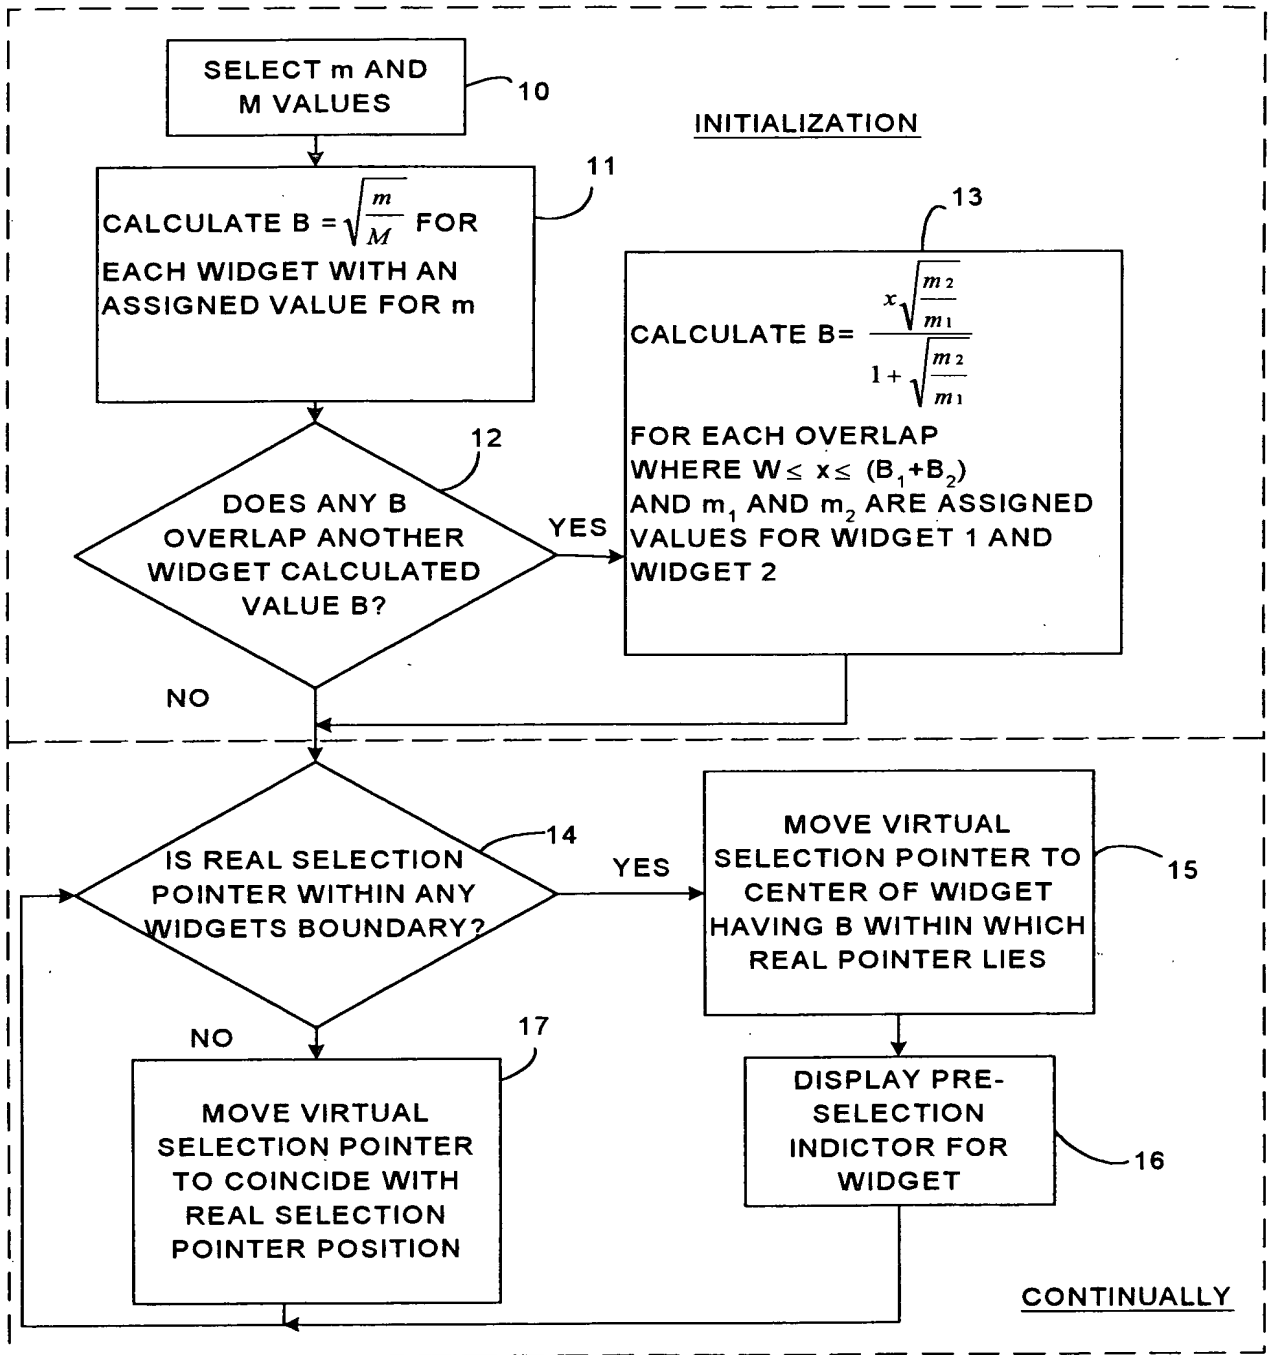 SELECT m AND
M VALUES
10
INITIALIZATION
11
CALCULATE B = √(m/M) FOR
EACH WIDGET WITH AN
ASSIGNED VALUE FOR m
13
CALCULATE B= x√(m₂/m₁) / (1 + √(m₂/m₁))
FOR EACH OVERLAP
WHERE W ≤ x ≤ (B₁+B₂)
AND m₁ AND m₂ ARE ASSIGNED
VALUES FOR WIDGET 1 AND
WIDGET 2
12
DOES ANY B
OVERLAP ANOTHER
WIDGET CALCULATED
VALUE B?
YES
NO
14
IS REAL SELECTION
POINTER WITHIN ANY
WIDGETS BOUNDARY?
YES
MOVE VIRTUAL
SELECTION POINTER TO
CENTER OF WIDGET
HAVING B WITHIN WHICH
REAL POINTER LIES
15
NO
17
MOVE VIRTUAL
SELECTION POINTER
TO COINCIDE WITH
REAL SELECTION
POINTER POSITION
DISPLAY PRE-
SELECTION
INDICTOR FOR
WIDGET
16
CONTINUALLY